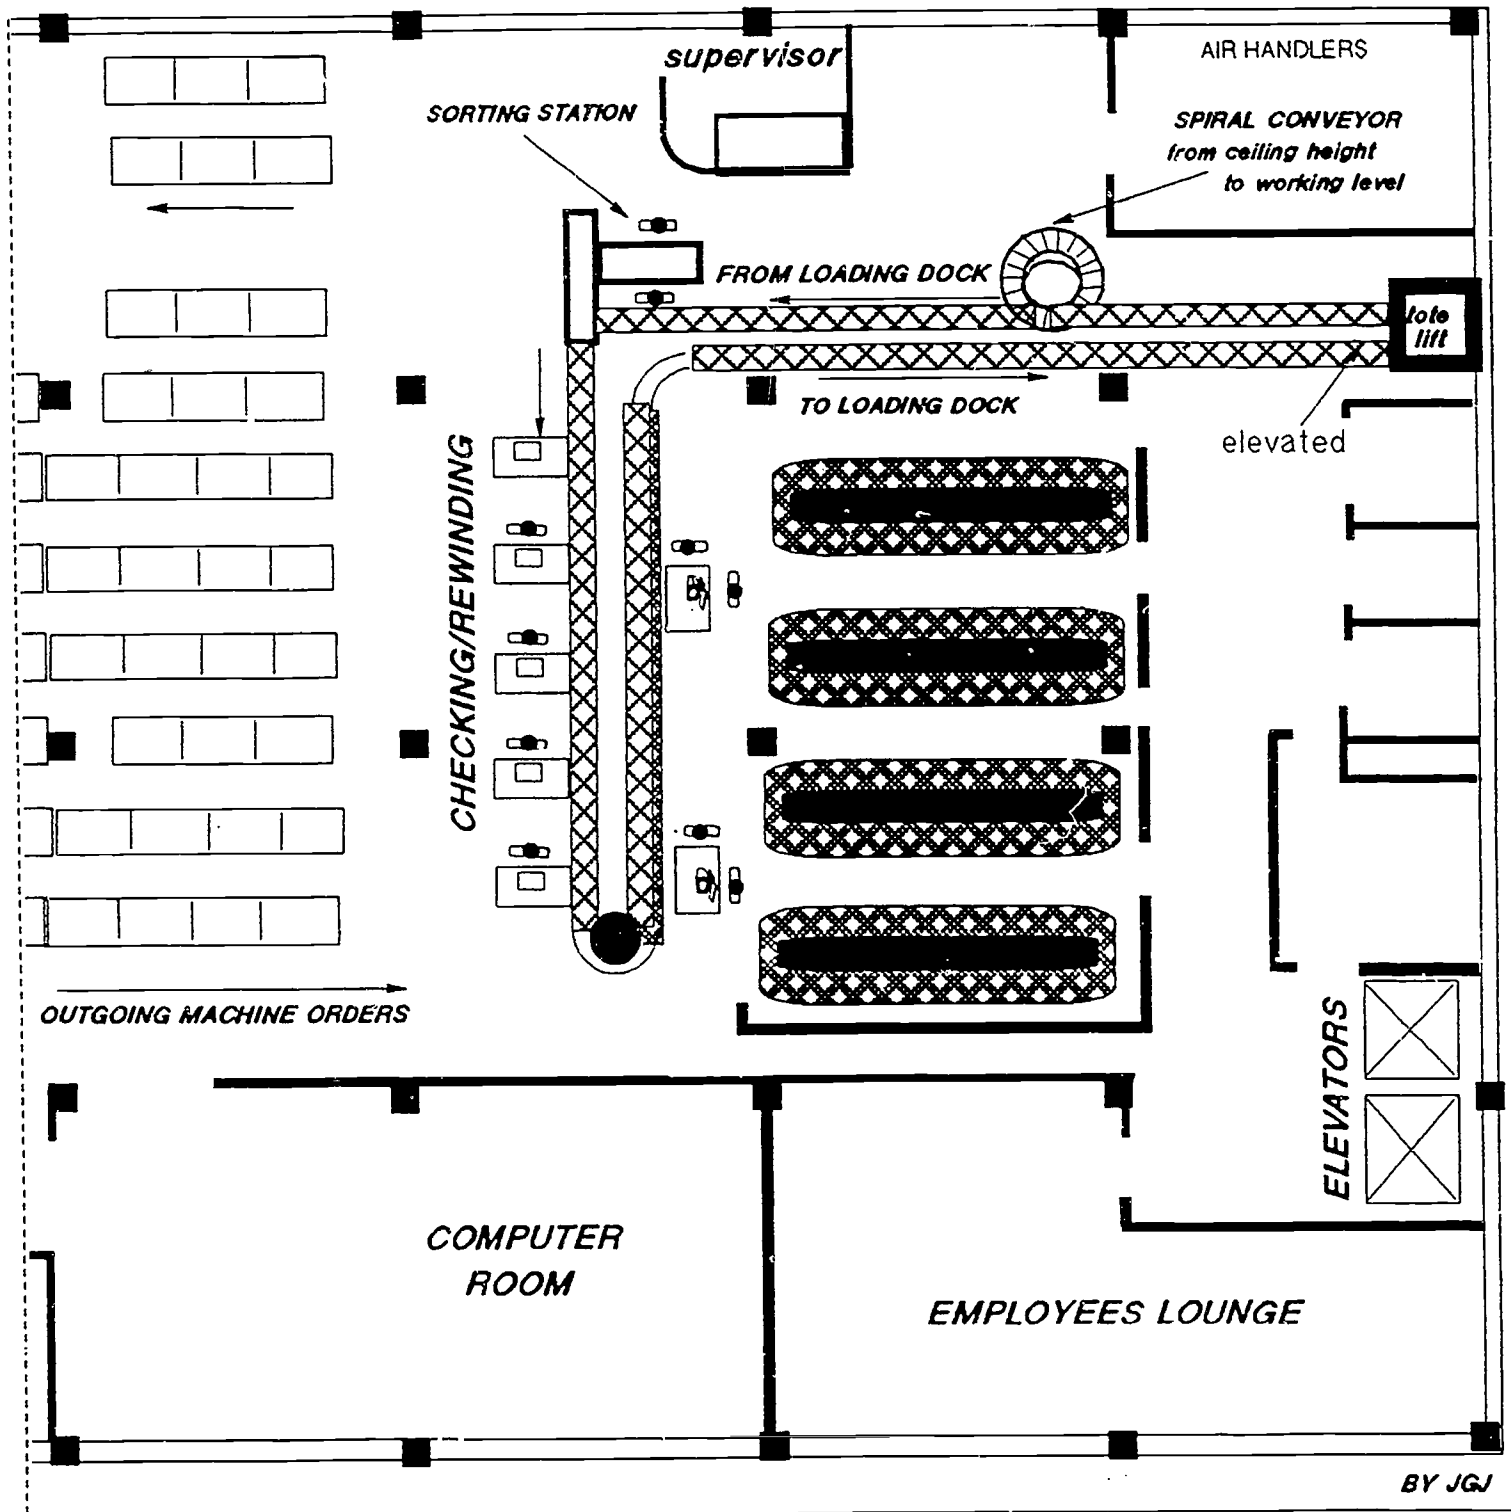 supervisor
AIR HANDLERS
SORTING STATION
SPIRAL CONVEYOR
from ceiling height
to working level
FROM LOADING DOCK
tote
lift
TO LOADING DOCK
elevated
CHECKING/REWINDING
OUTGOING MACHINE ORDERS
ELEVATORS
COMPUTER
ROOM
EMPLOYEES LOUNGE
BY JGJ